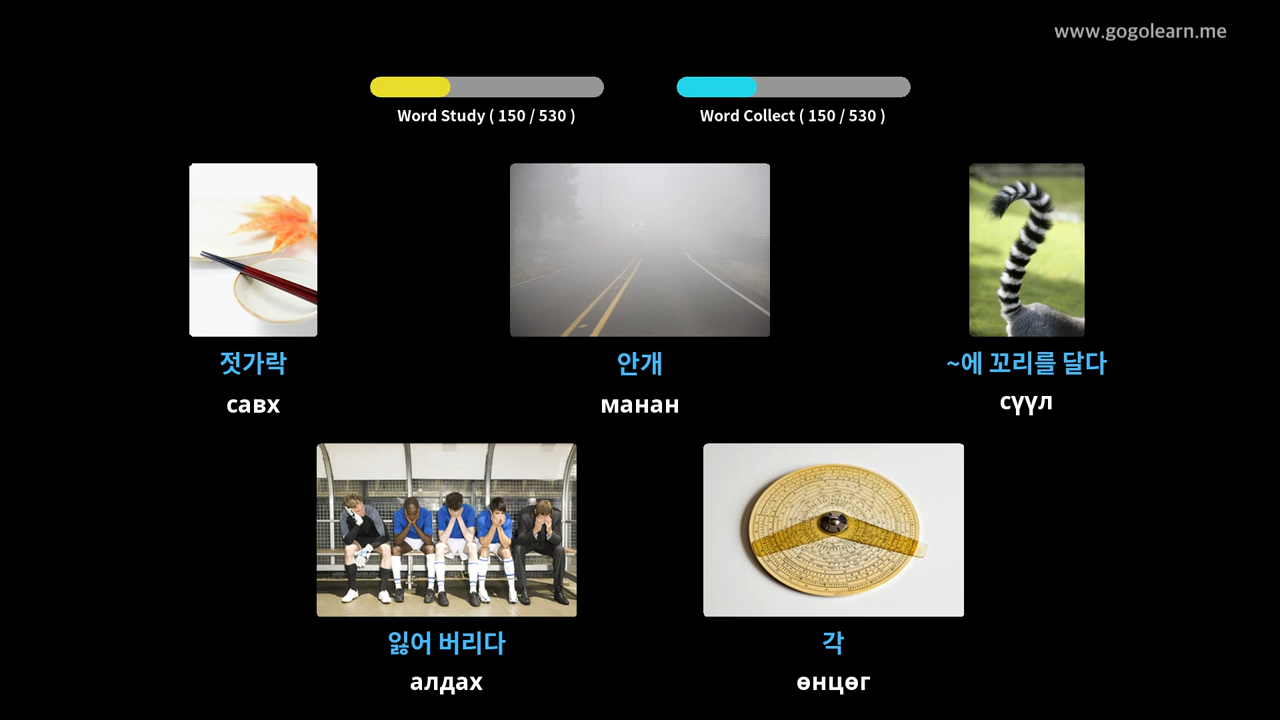 www.gogolearn.me
Word Study ( 150 / 530 )
Word Collect ( 150 / 530 )
젓가락
안개
~에 꼬리를 달다
савх
манан
сүүл
잃어 버리다
각
алдах
өнцөг